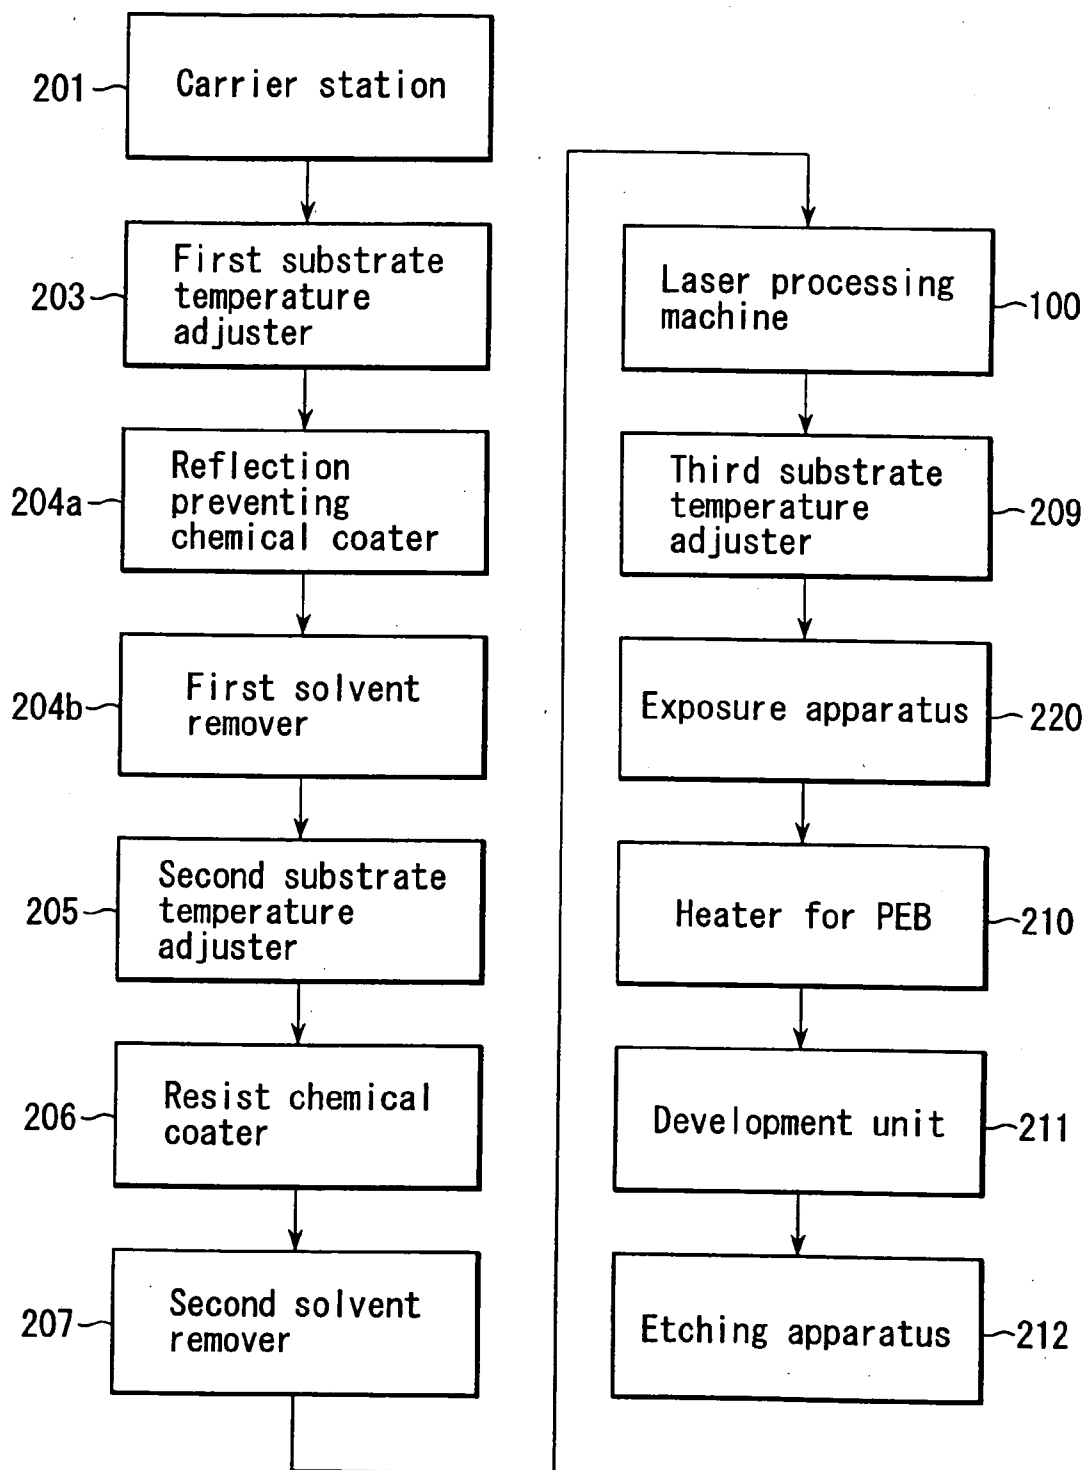 201
Carrier station
203
First substrate
temperature
adjuster
204a
Reflection
preventing
chemical coater
204b
First solvent
remover
205
Second substrate
temperature
adjuster
206
Resist chemical
coater
207
Second solvent
remover
Laser processing
machine
100
Third substrate
temperature
adjuster
209
Exposure apparatus
220
Heater for PEB
210
Development unit
211
Etching apparatus
212